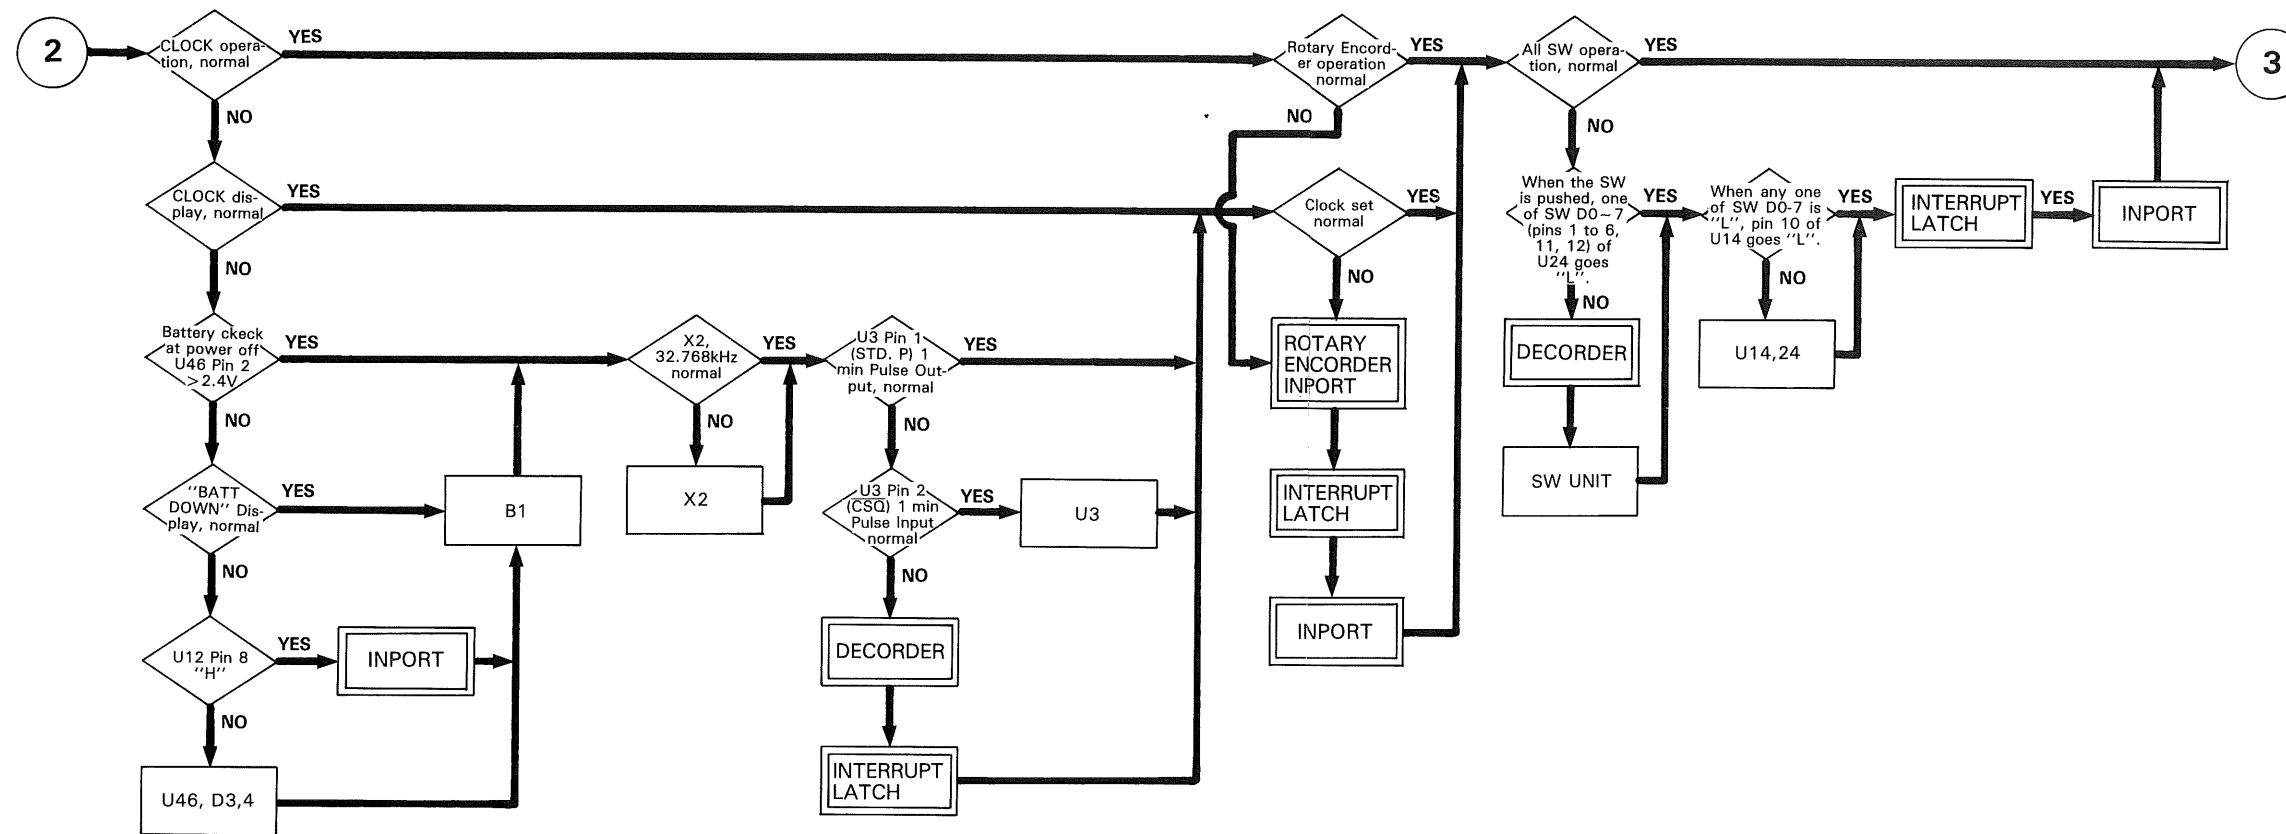 2
CLOCK opera-
tion, normal
YES
Rotary Encord-
er operation
normal
YES
All SW opera-
tion, normal
YES
3
NO
NO
NO
CLOCK dis-
play, normal
YES
Clock set
normal
YES
When the SW
is pushed, one
of SW D0~7
(pins 1 to 6,
11, 12) of
U24 goes
"L".
YES
When any one
of SW D0-7 is
"L", pin 10 of
U14 goes "L".
YES
INTERRUPT
LATCH
YES
INPORT
NO
NO
NO
NO
Battery ckeck
at power off
U46 Pin 2
>2.4V
YES
X2,
32.768kHz
normal
YES
U3 Pin 1
(STD. P) 1
min Pulse Out-
put, normal
YES
ROTARY
ENCORDER
INPORT
DECORDER
U14,24
NO
NO
NO
"BATT
DOWN" Dis-
play, normal
YES
B1
X2
U3 Pin 2
(CSQ) 1 min
Pulse Input
normal
YES
U3
INTERRUPT
LATCH
SW UNIT
NO
NO
U12 Pin 8
"H"
YES
INPORT
DECORDER
INPORT
NO
U46, D3,4
INTERRUPT
LATCH